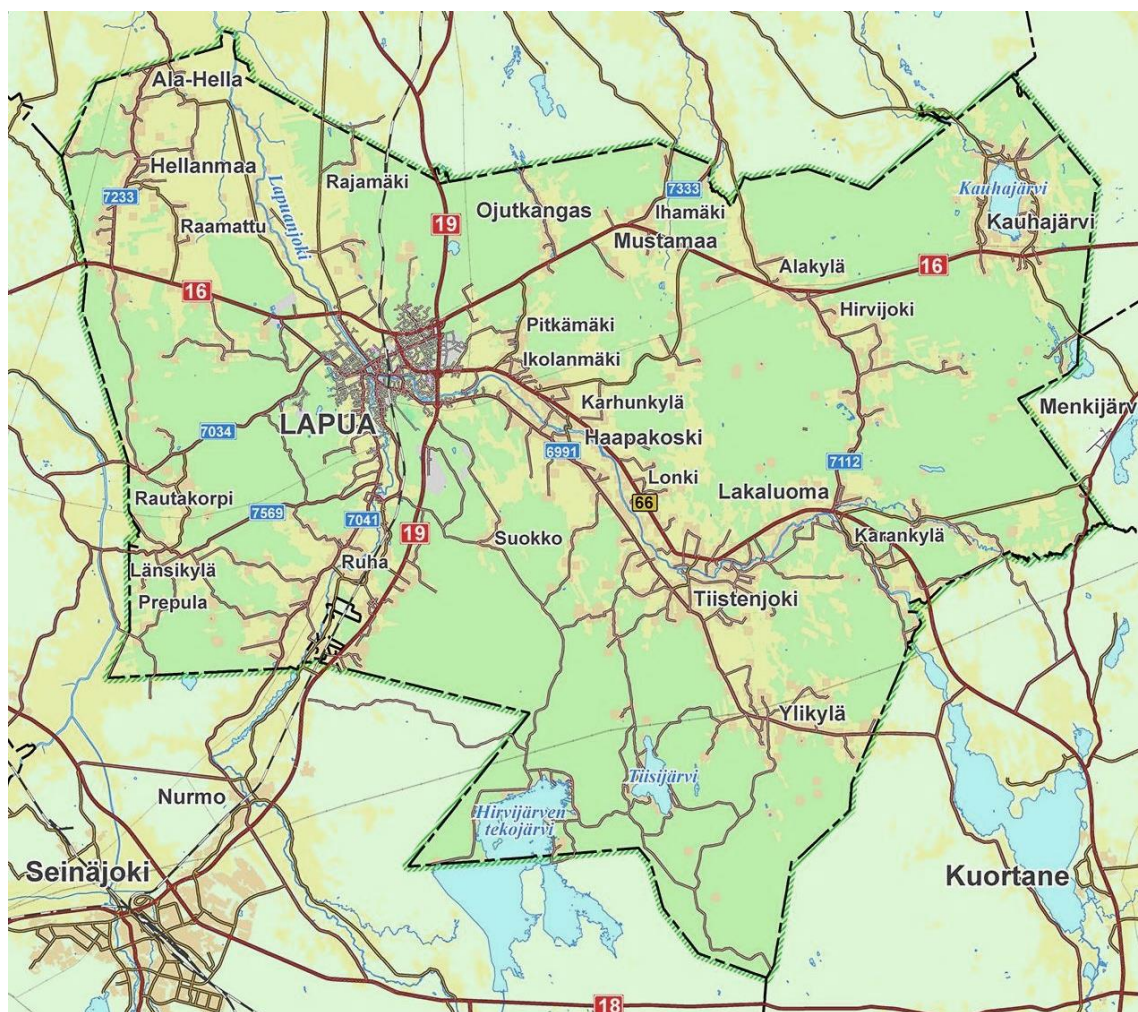 Ala-Hella
Hellanmaa
7233
Lapuanjoki
Rajamäki
Raamattu
19
Ojutkangas
7333
Ihamäki
Mustamaa
Kauhajärvi
Kauhajärvi
16
Alakylä
16
Hirvijoki
Pitkämäki
Ikolanmäki
Karhunkylä
Menkijärv
LAPUA
7034
Haapakoski
6991
Lonki
7112
Rautakorpi
66
Lakaluoma
7569
7041
19
Suokko
Karankylä
Länsikylä
Ruha
Prepula
Tiistenjoki
Ylikylä
Nurmo
Tiisijärvi
Hirvijärven
tekojärvi
Seinäjoki
Kuortane
18